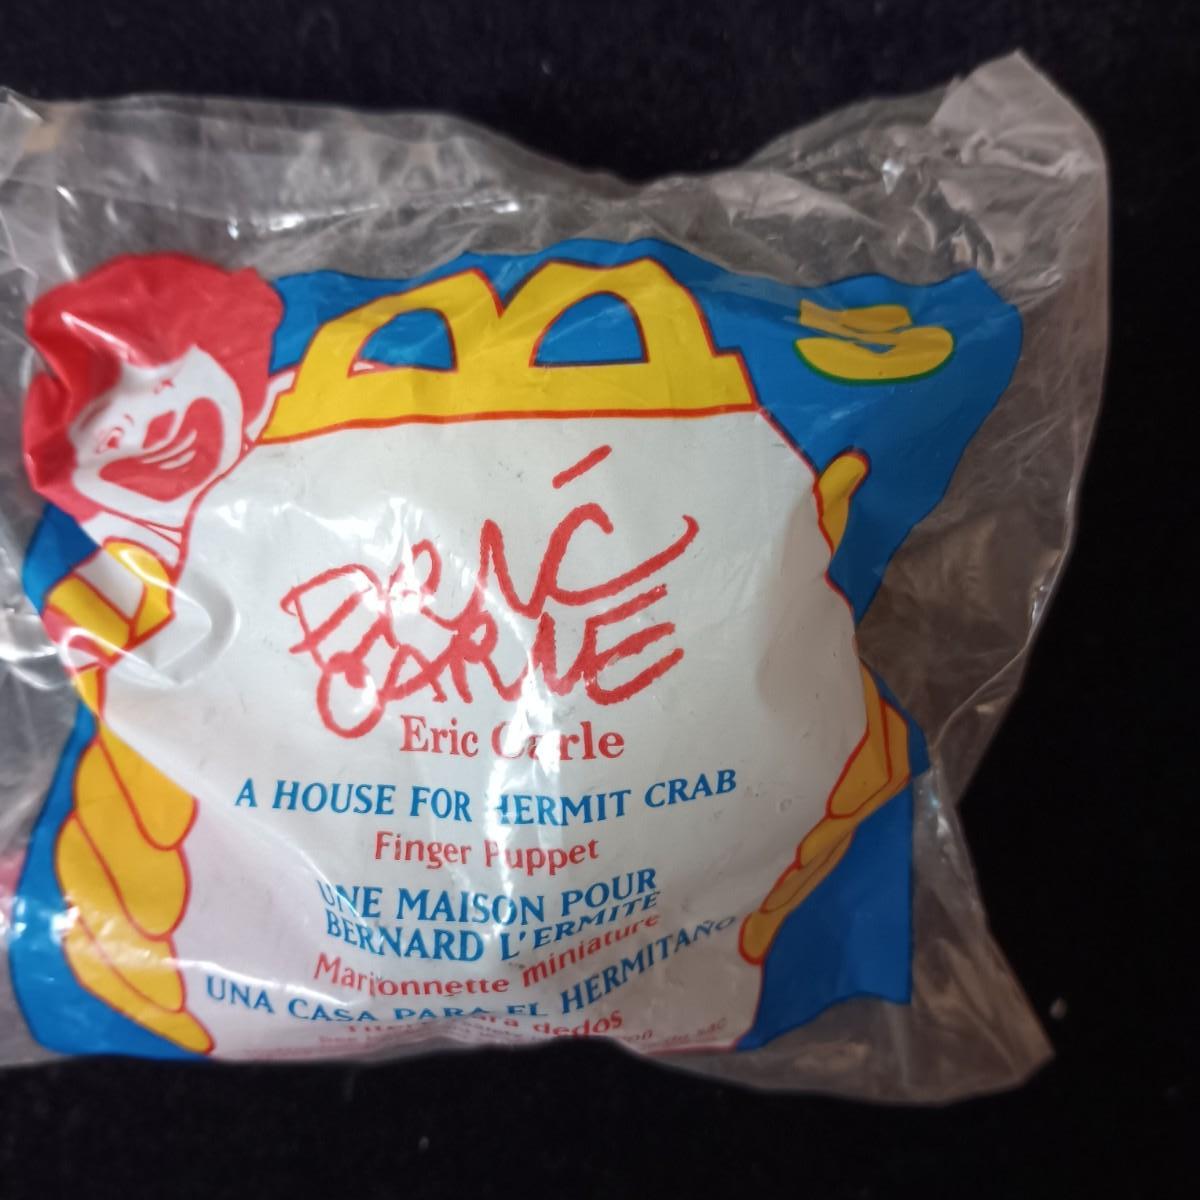 ERIC
CARLE
Eric Carle
A HOUSE FOR HERMIT CRAB
Finger Puppet
UNE MAISON POUR
BERNARD L'ERMITE
Marionnette miniature
UNA CASA PARA EL HERMITAÑO
dedos